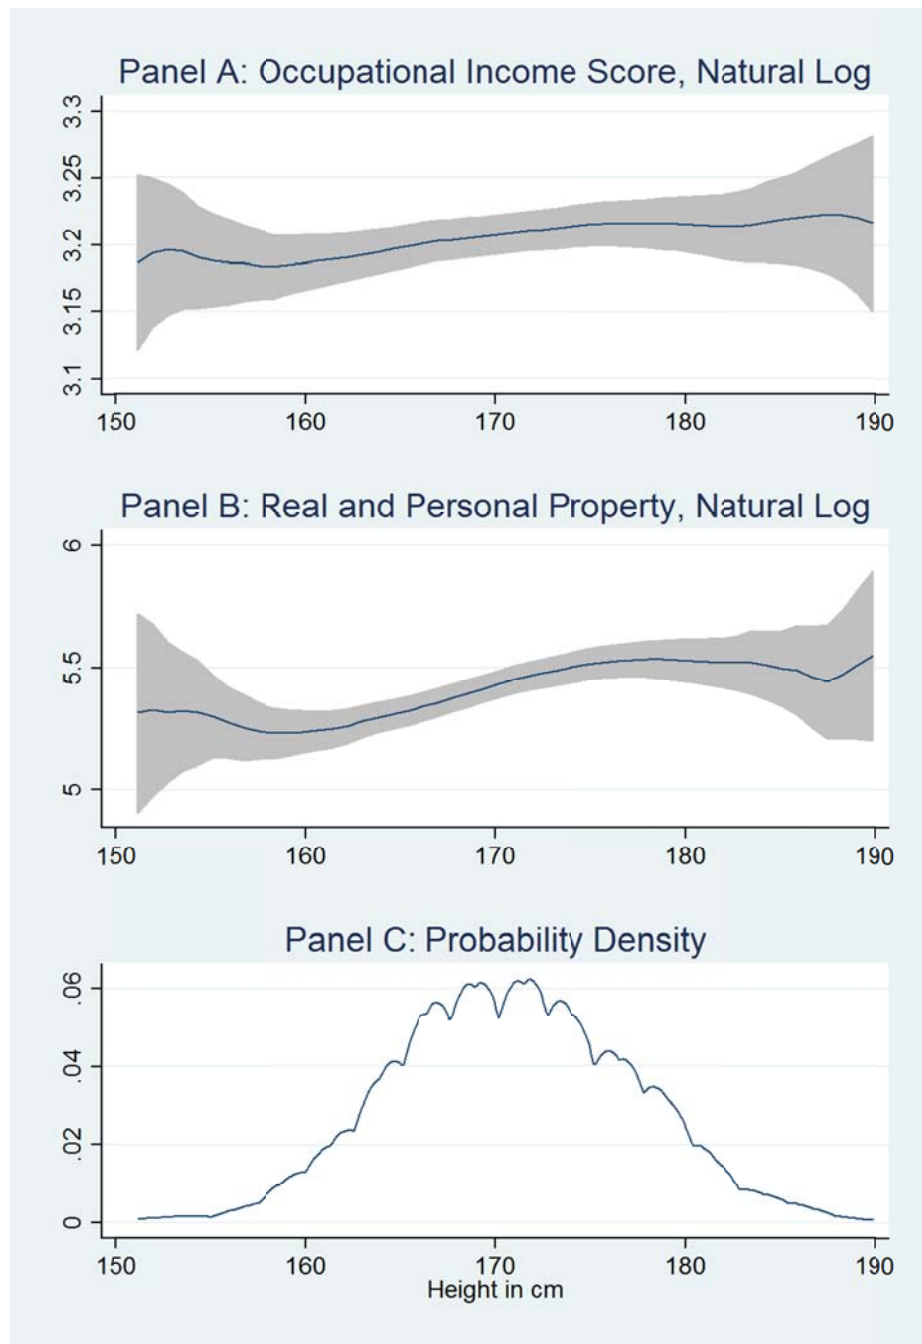 Panel A: Occupational Income Score, Natural Log
3.3
3.25
3.2
3.15
3.1
150 160 170 180 190
Panel B: Real and Personal Property, Natural Log
6
5.5
5
150 160 170 180 190
Panel C: Probability Density
.06
.04
.02
0
150 160 170 180 190
Height in cm